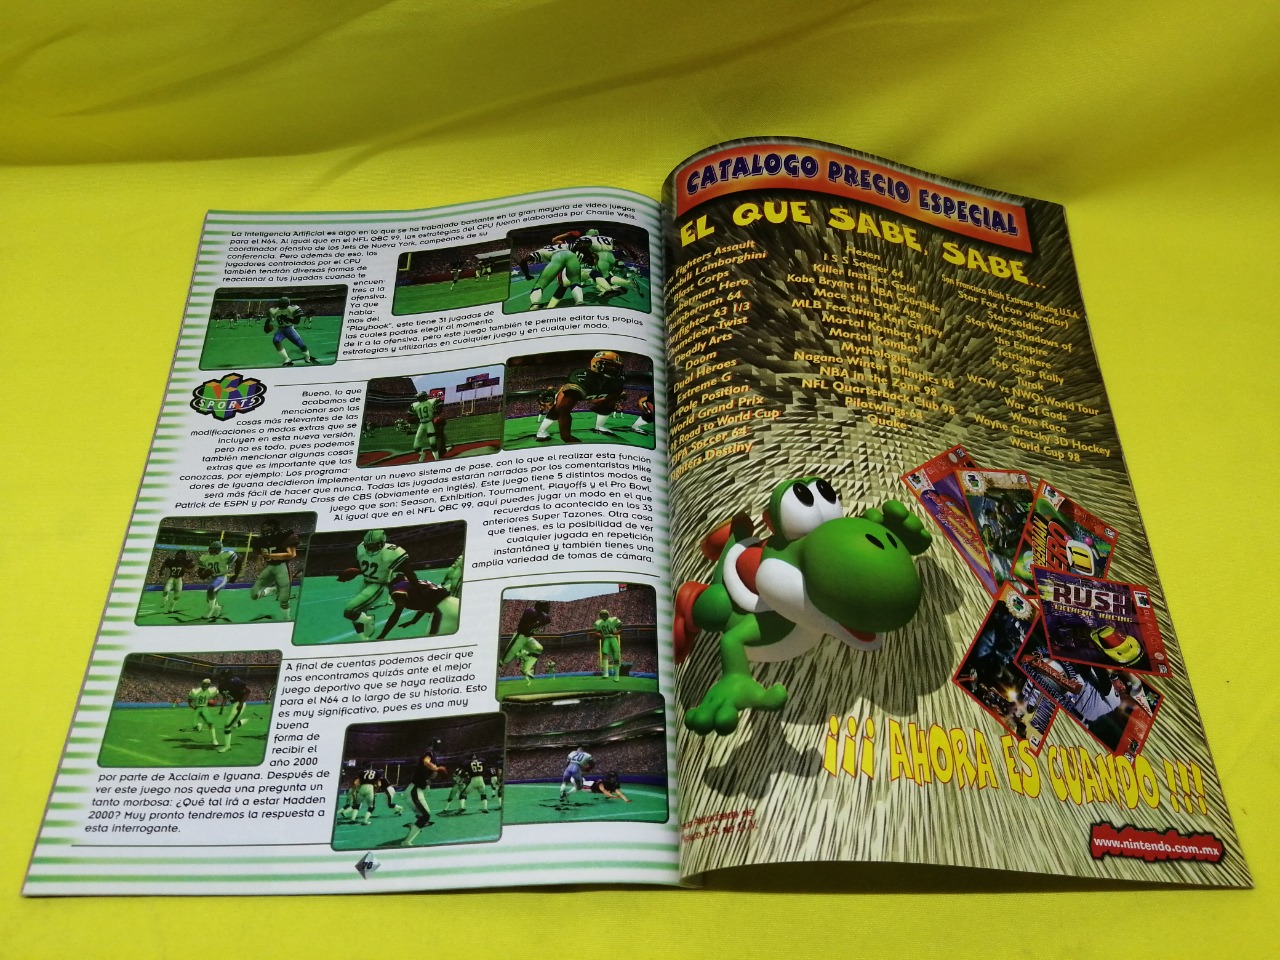 La Inteligencia Artificial es algo en lo que se ha trabajado bastante en la gran mayoría de video juegos
para el N64. Al igual que en el NFL QBC 99, las estrategias del CPU fueron elaboradas por Charlie Weis,
coordinador ofensivo de los Jets de Nueva York, campeones de su
conferencia. Pero además de eso, los
jugadores controlados por el CPU
también tendrán diversas formas de
reaccionar a tus jugadas cuando te
encuen-
tres a la
ofensiva.
Ya que
habla-
mos del
"Playbook", este tiene 31 jugadas de
las cuales podrás elegir al momento
de ir a la ofensiva, pero este juego también te permite editar tus propias
estrategias y utilizarlas en cualquier juego y en cualquier modo.
SPORTS
Bueno, lo que
acabamos de
mencionar son las
cosas más relevantes de las
modificaciones o modos extras que se
incluyen en esta nueva versión,
pero no es todo, pues podemos
también mencionar algunas cosas
extras que es importante que las
conozcas, por ejemplo: Los programa-
dores de Iguana decidieron implementar un nuevo sistema de pase, con lo que el realizar esta función
será más fácil de hacer que nunca. Todas las jugadas estarán narradas por los comentaristas Mike
Patrick de ESPN y por Randy Cross de CBS (obviamente en inglés). Este juego tiene 5 distintos modos de
juego que son: Season, Exhibition, Tournament, Playoffs y el Pro Bowl.
Al igual que en el NFL QBC 99, aquí puedes jugar un modo en el que
recuerdas lo acontecido en los 33
anteriores Super Tazones. Otra cosa
que tienes, es la posibilidad de ver
cualquier jugada en repetición
instantánea y también tienes una
amplia variedad de tomas de cámara.
A final de cuentas podemos decir que
nos encontramos quizás ante el mejor
juego deportivo que se haya realizado
para el N64 a lo largo de su historia. Esto
es muy significativo, pues es una muy
buena
forma de
recibir el
año 2000
por parte de Acclaim e Iguana. Después de
ver este juego nos queda una pregunta un
tanto morbosa: ¿Qué tal irá a estar Madden
2000? Muy pronto tendremos la respuesta a
esta interrogante.
70
CATALOGO PRECIO ESPECIAL
EL QUE SABE SABE...
Fighters Assault
Lamborghini
Blast Corps
Hero
64
63 1/3
Chameleon Twist
Deadly Arts
Doom
Dual Heroes
Extreme G
Pole Position
World Grand Prix
Road to World Cup
FIFA Soccer 64
Destiny
Hexen
I S S Soccer 64
Killer Instinct Gold
Kobe Bryant in NBA Courtside
Mace the Dark Age
MLB Featuring Ken Griffey
Mortal Kombat 4
Mortal Kombat
Mythologies
Nagano Winter Olimpics 98
NBA in the Zone 98
NFL Quarterback Club 98
Pilotwings 64
Quake
San Francisco Rush Extreme Racing USA
Star Fox (con vibrador)
Star Soldier
Star Wars: Shadows of
the Empire
Tetrisphere
Top Gear Rally
Turok
WCW vs NWO World Tour
War of Gods
Wave Race
Wayne Gretzky 3D Hockey
World Cup 98
RUSH
EXTREME RACING
¡¡¡ AHORA ES CUANDO !!!
www.nintendo.com.mx